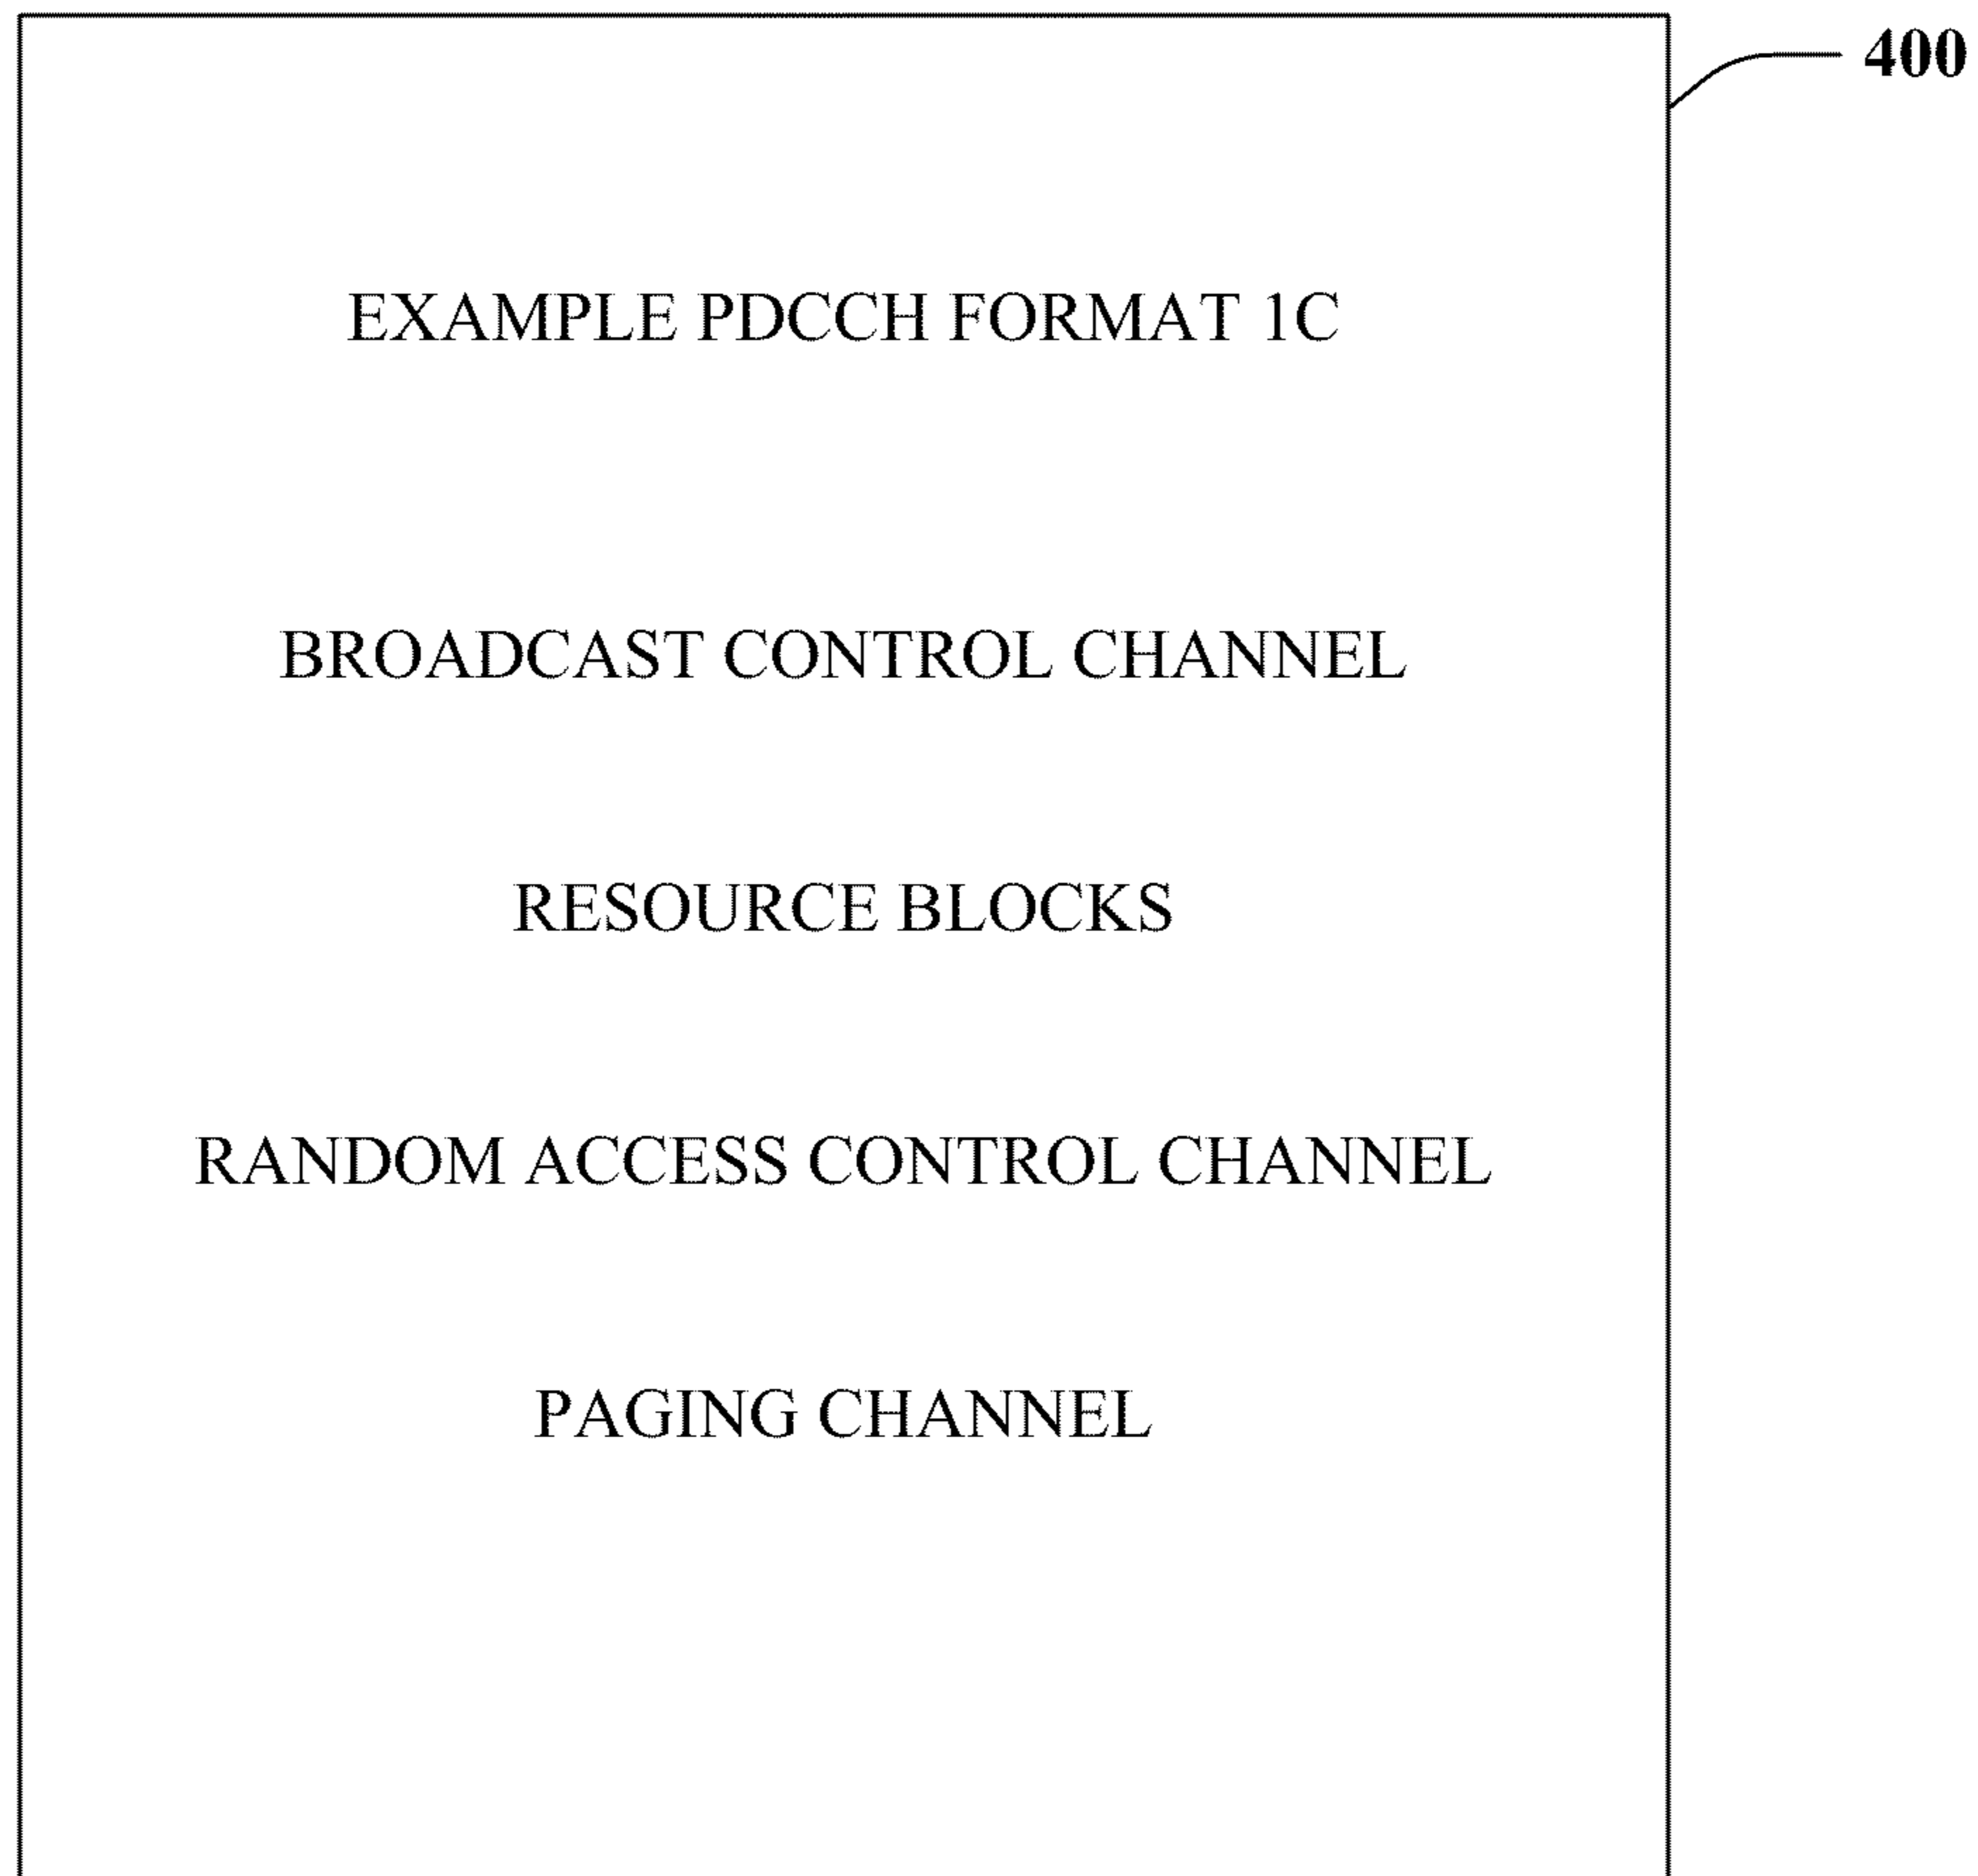 400
EXAMPLE PDCCH FORMAT 1C
BROADCAST CONTROL CHANNEL
RESOURCE BLOCKS
RANDOM ACCESS CONTROL CHANNEL
PAGING CHANNEL